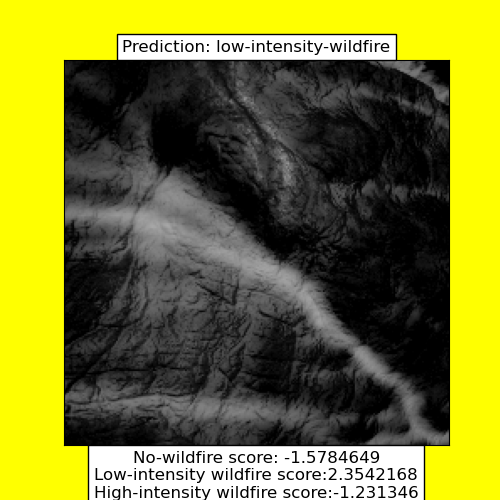 Prediction: low-intensity-wildfire
No-wildfire score: -1.5784649
Low-intensity wildfire score:2.3542168
High-intensity wildfire score:-1.231346